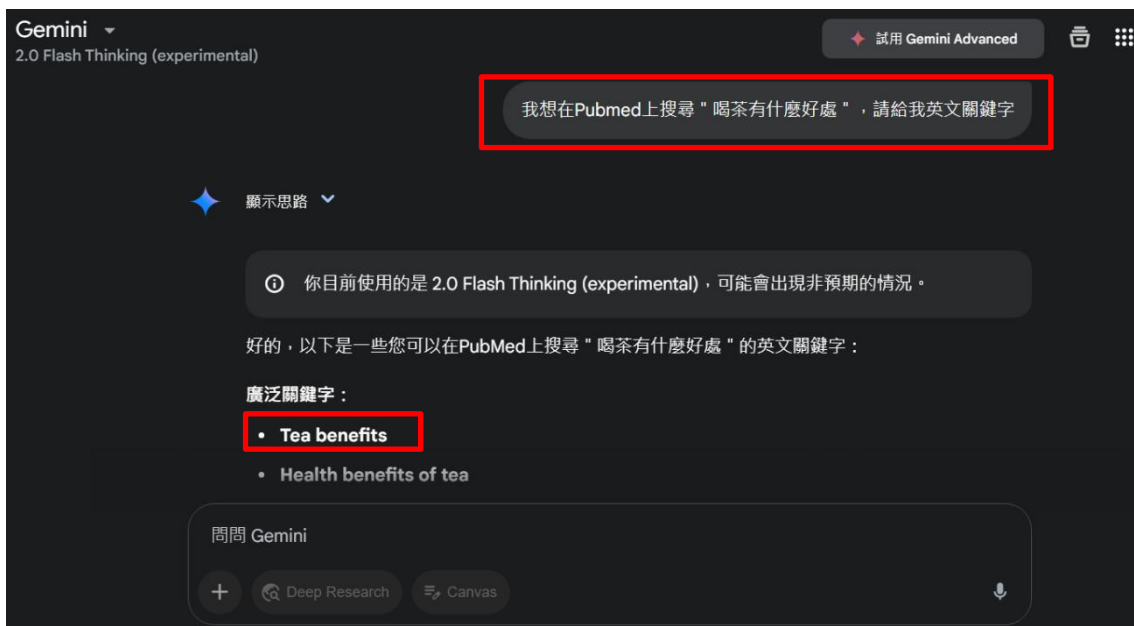 Gemini
2.0 Flash Thinking (experimental)
試用 Gemini Advanced
我想在Pubmed上搜尋＂喝茶有什麼好處＂，請給我英文關鍵字
顯示思路
你目前使用的是 2.0 Flash Thinking (experimental)，可能會出現非預期的情況。
好的，以下是一些您可以在PubMed上搜尋＂喝茶有什麼好處＂的英文關鍵字：
廣泛關鍵字：
• Tea benefits
• Health benefits of tea
問問 Gemini
Deep Research
Canvas